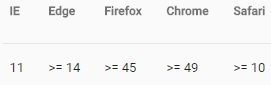 IE Edge Firefox Chrome Safari
11 >= 14 >= 45 >= 49 >= 10